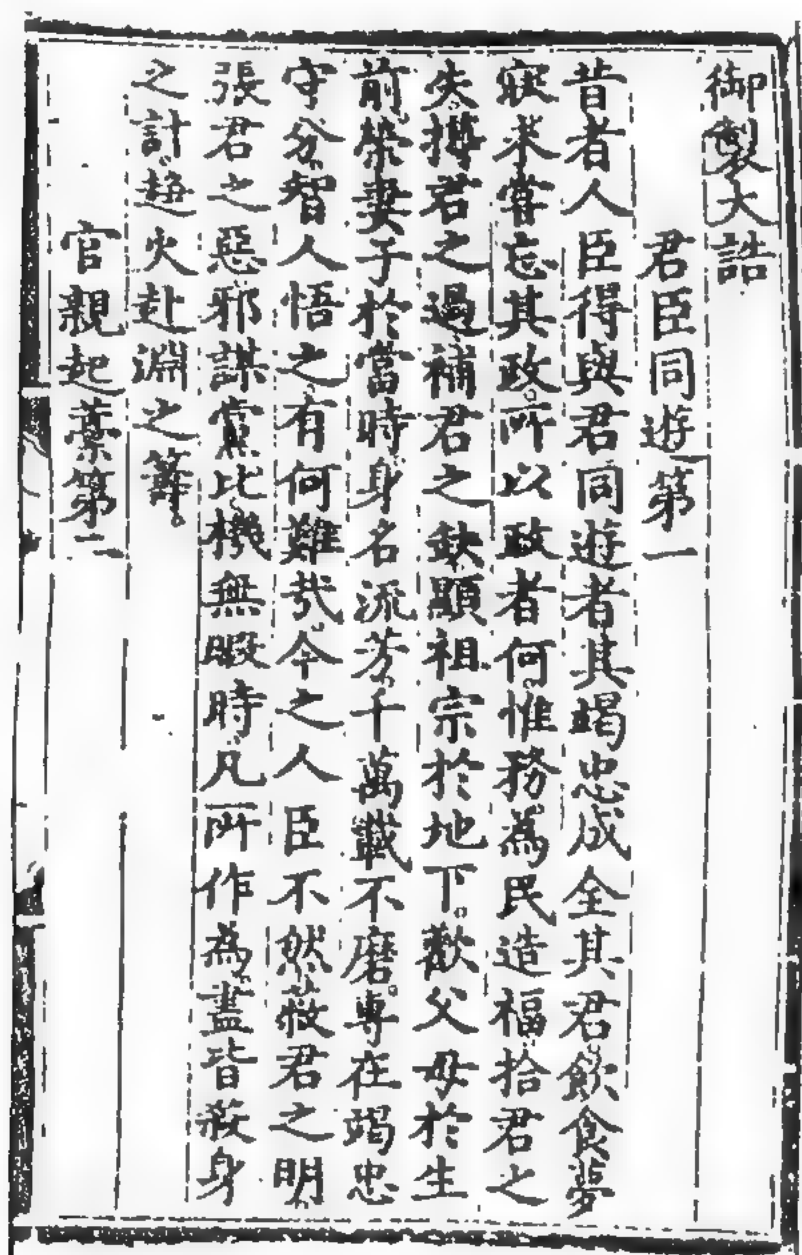 御製大誥
君臣同遊第一
昔者人臣得與君同遊者其竭忠成全其君飲食夢
寐未嘗忘其政所以政者何惟務為民造福拾君之
失撙君之過補君之缺顯祖宗於地下歡父母於生
前榮妻子於當時身名流芳千萬載不磨專在竭忠
守分智人悟之有何難哉今之人臣不然蔽君之明
張君之惡邪謀黨比機無暇時凡所作為盡皆殺身
之計趨火赴淵之籌
官親起藁第二